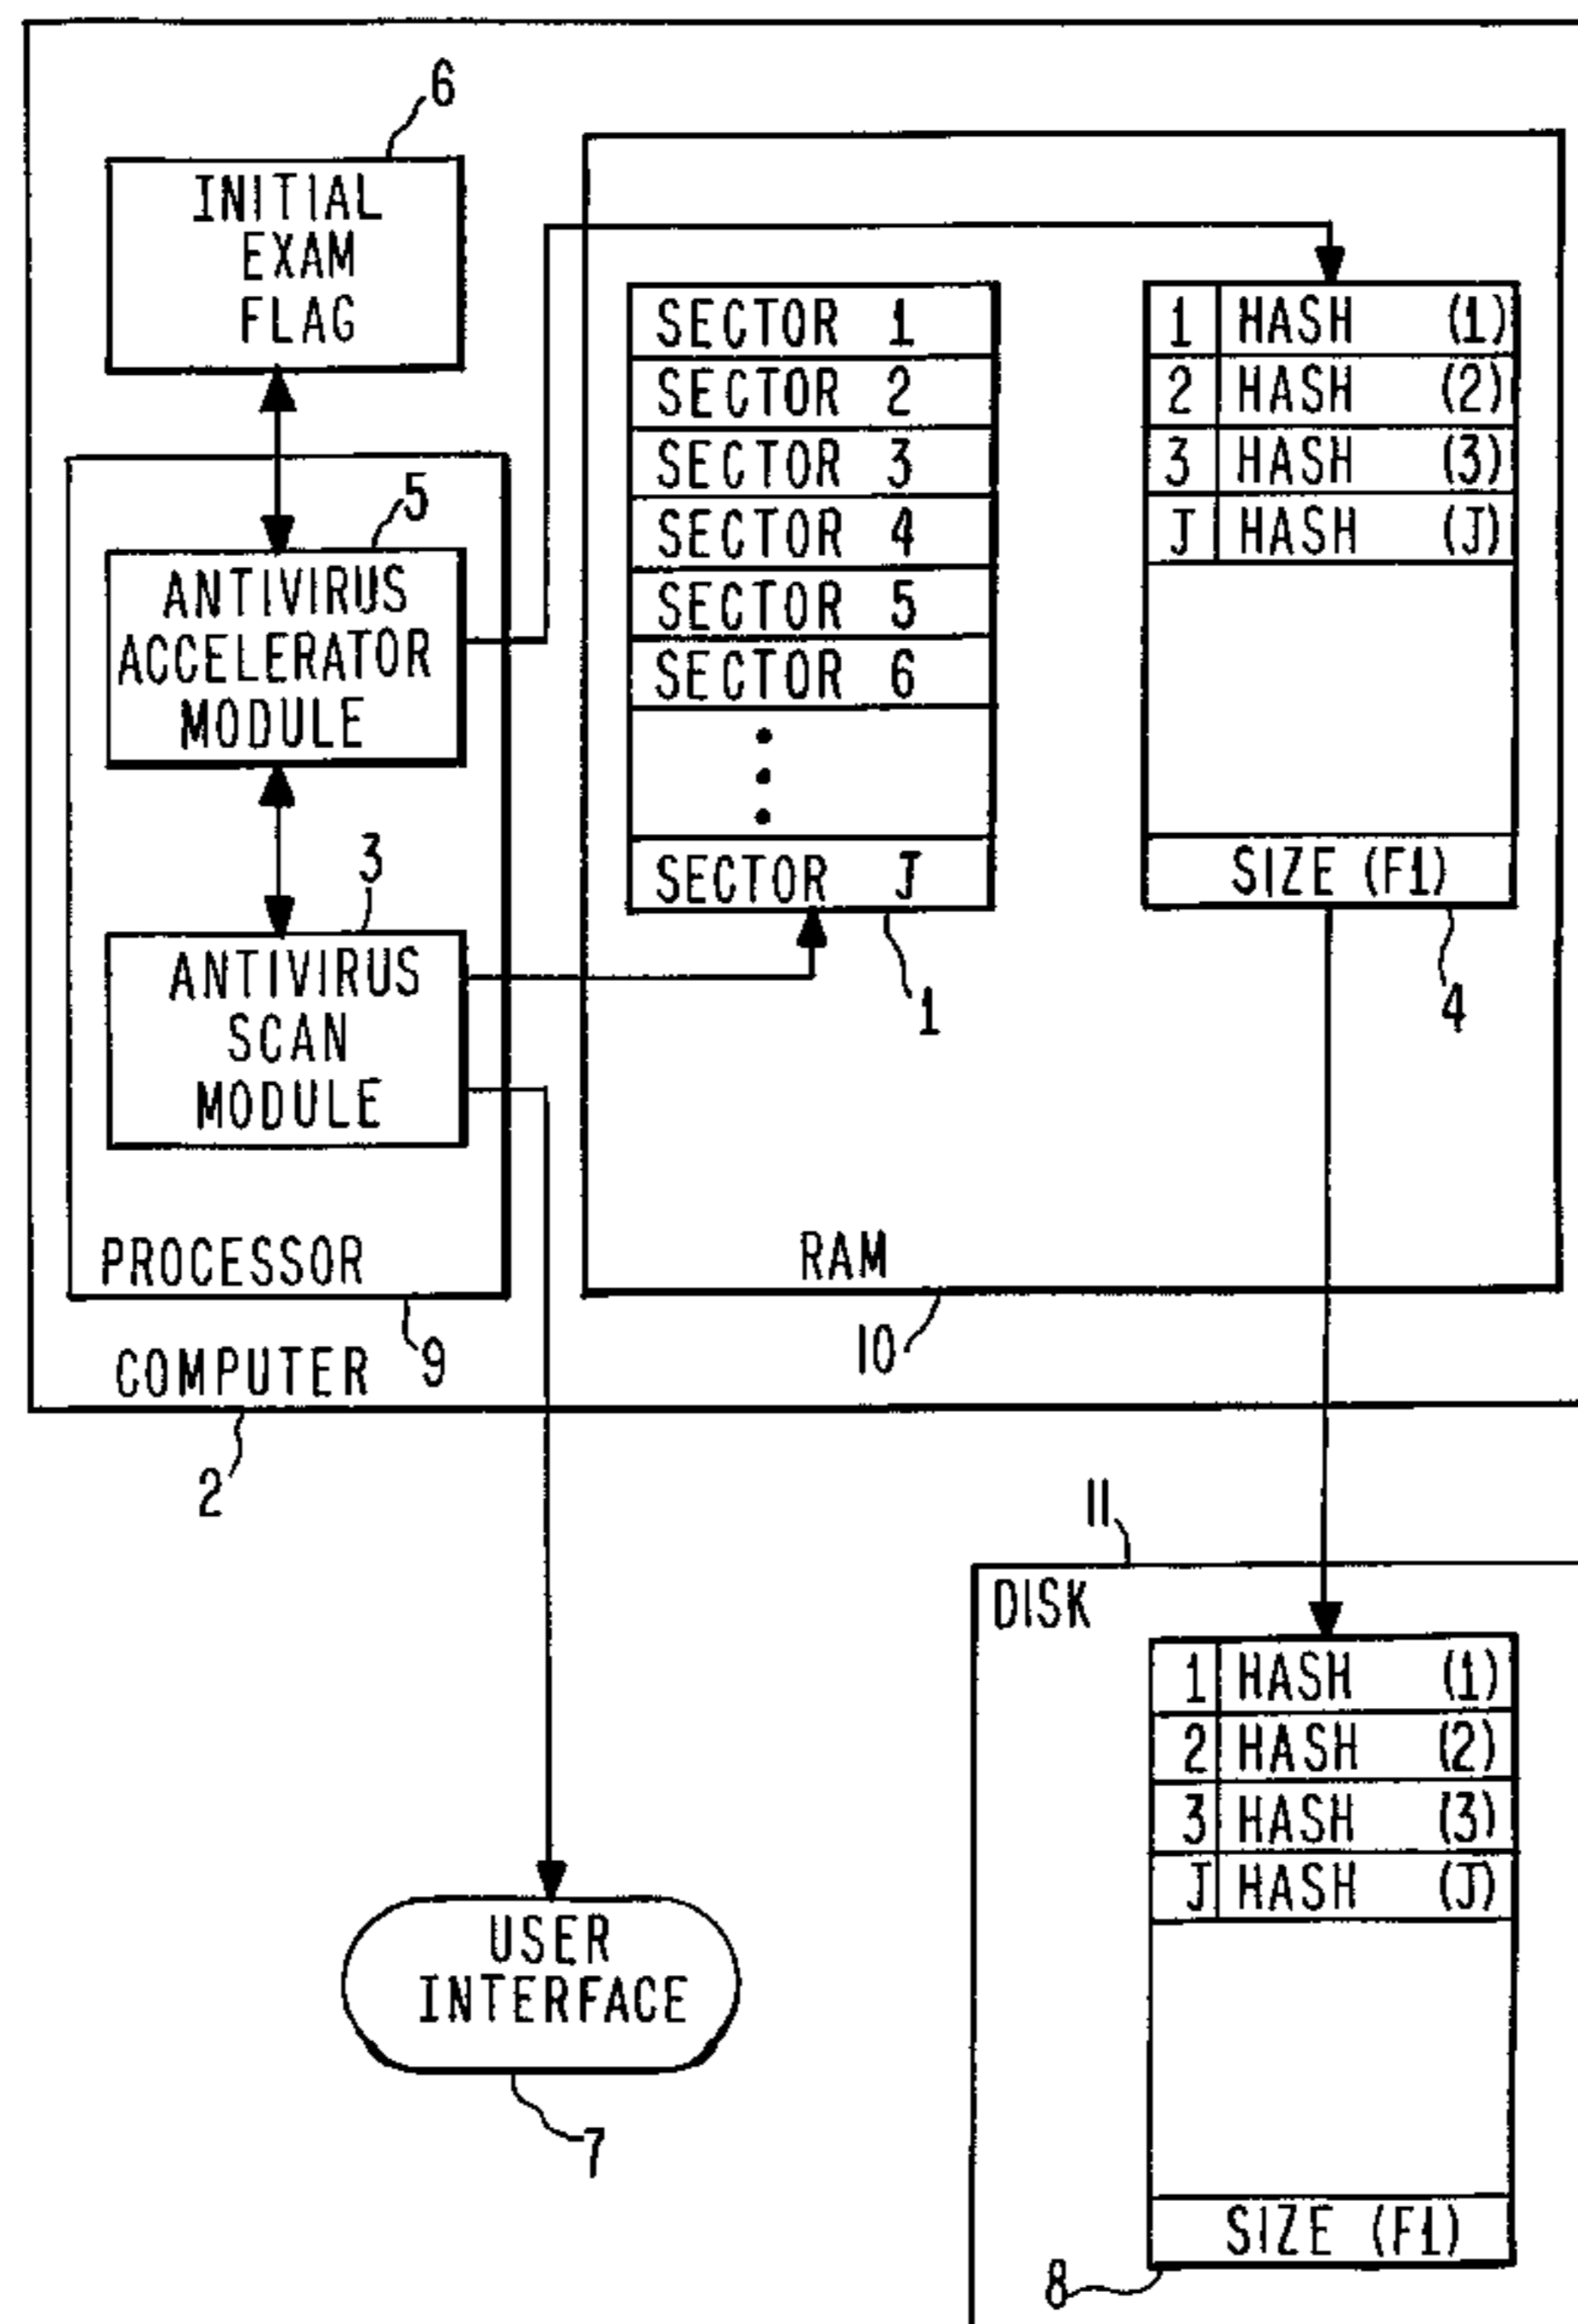 6
INITIAL
EXAM
FLAG
5
ANTIVIRUS
ACCELERATOR
MODULE
3
ANTIVIRUS
SCAN
MODULE
PROCESSOR
9
COMPUTER
2
SECTOR 1
SECTOR 2
SECTOR 3
SECTOR 4
SECTOR 5
SECTOR 6
SECTOR J
1
1 HASH (1)
2 HASH (2)
3 HASH (3)
J HASH (J)
SIZE (F1)
4
RAM
10
11
DISK
1 HASH (1)
2 HASH (2)
3 HASH (3)
J HASH (J)
SIZE (F1)
8
USER
INTERFACE
7